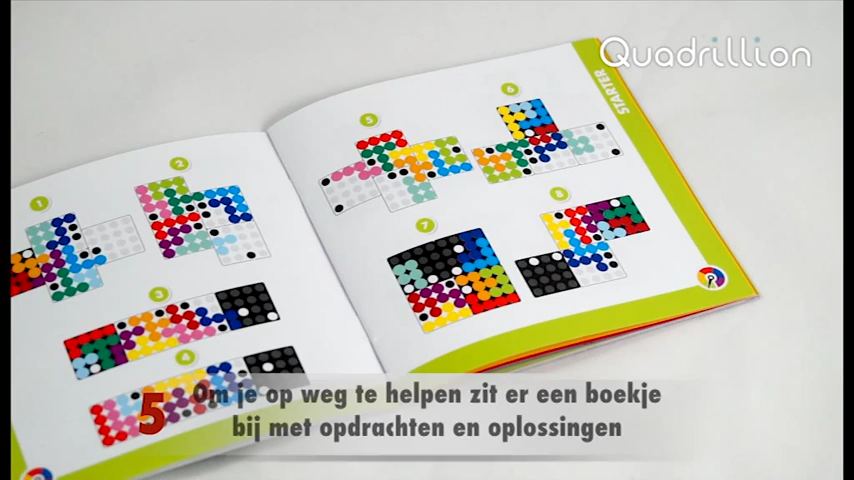 Quadrillion
STARTER
1
2
3
4
5
6
7
8
5
Om je op weg te helpen zit er een boekje
bij met opdrachten en oplossingen